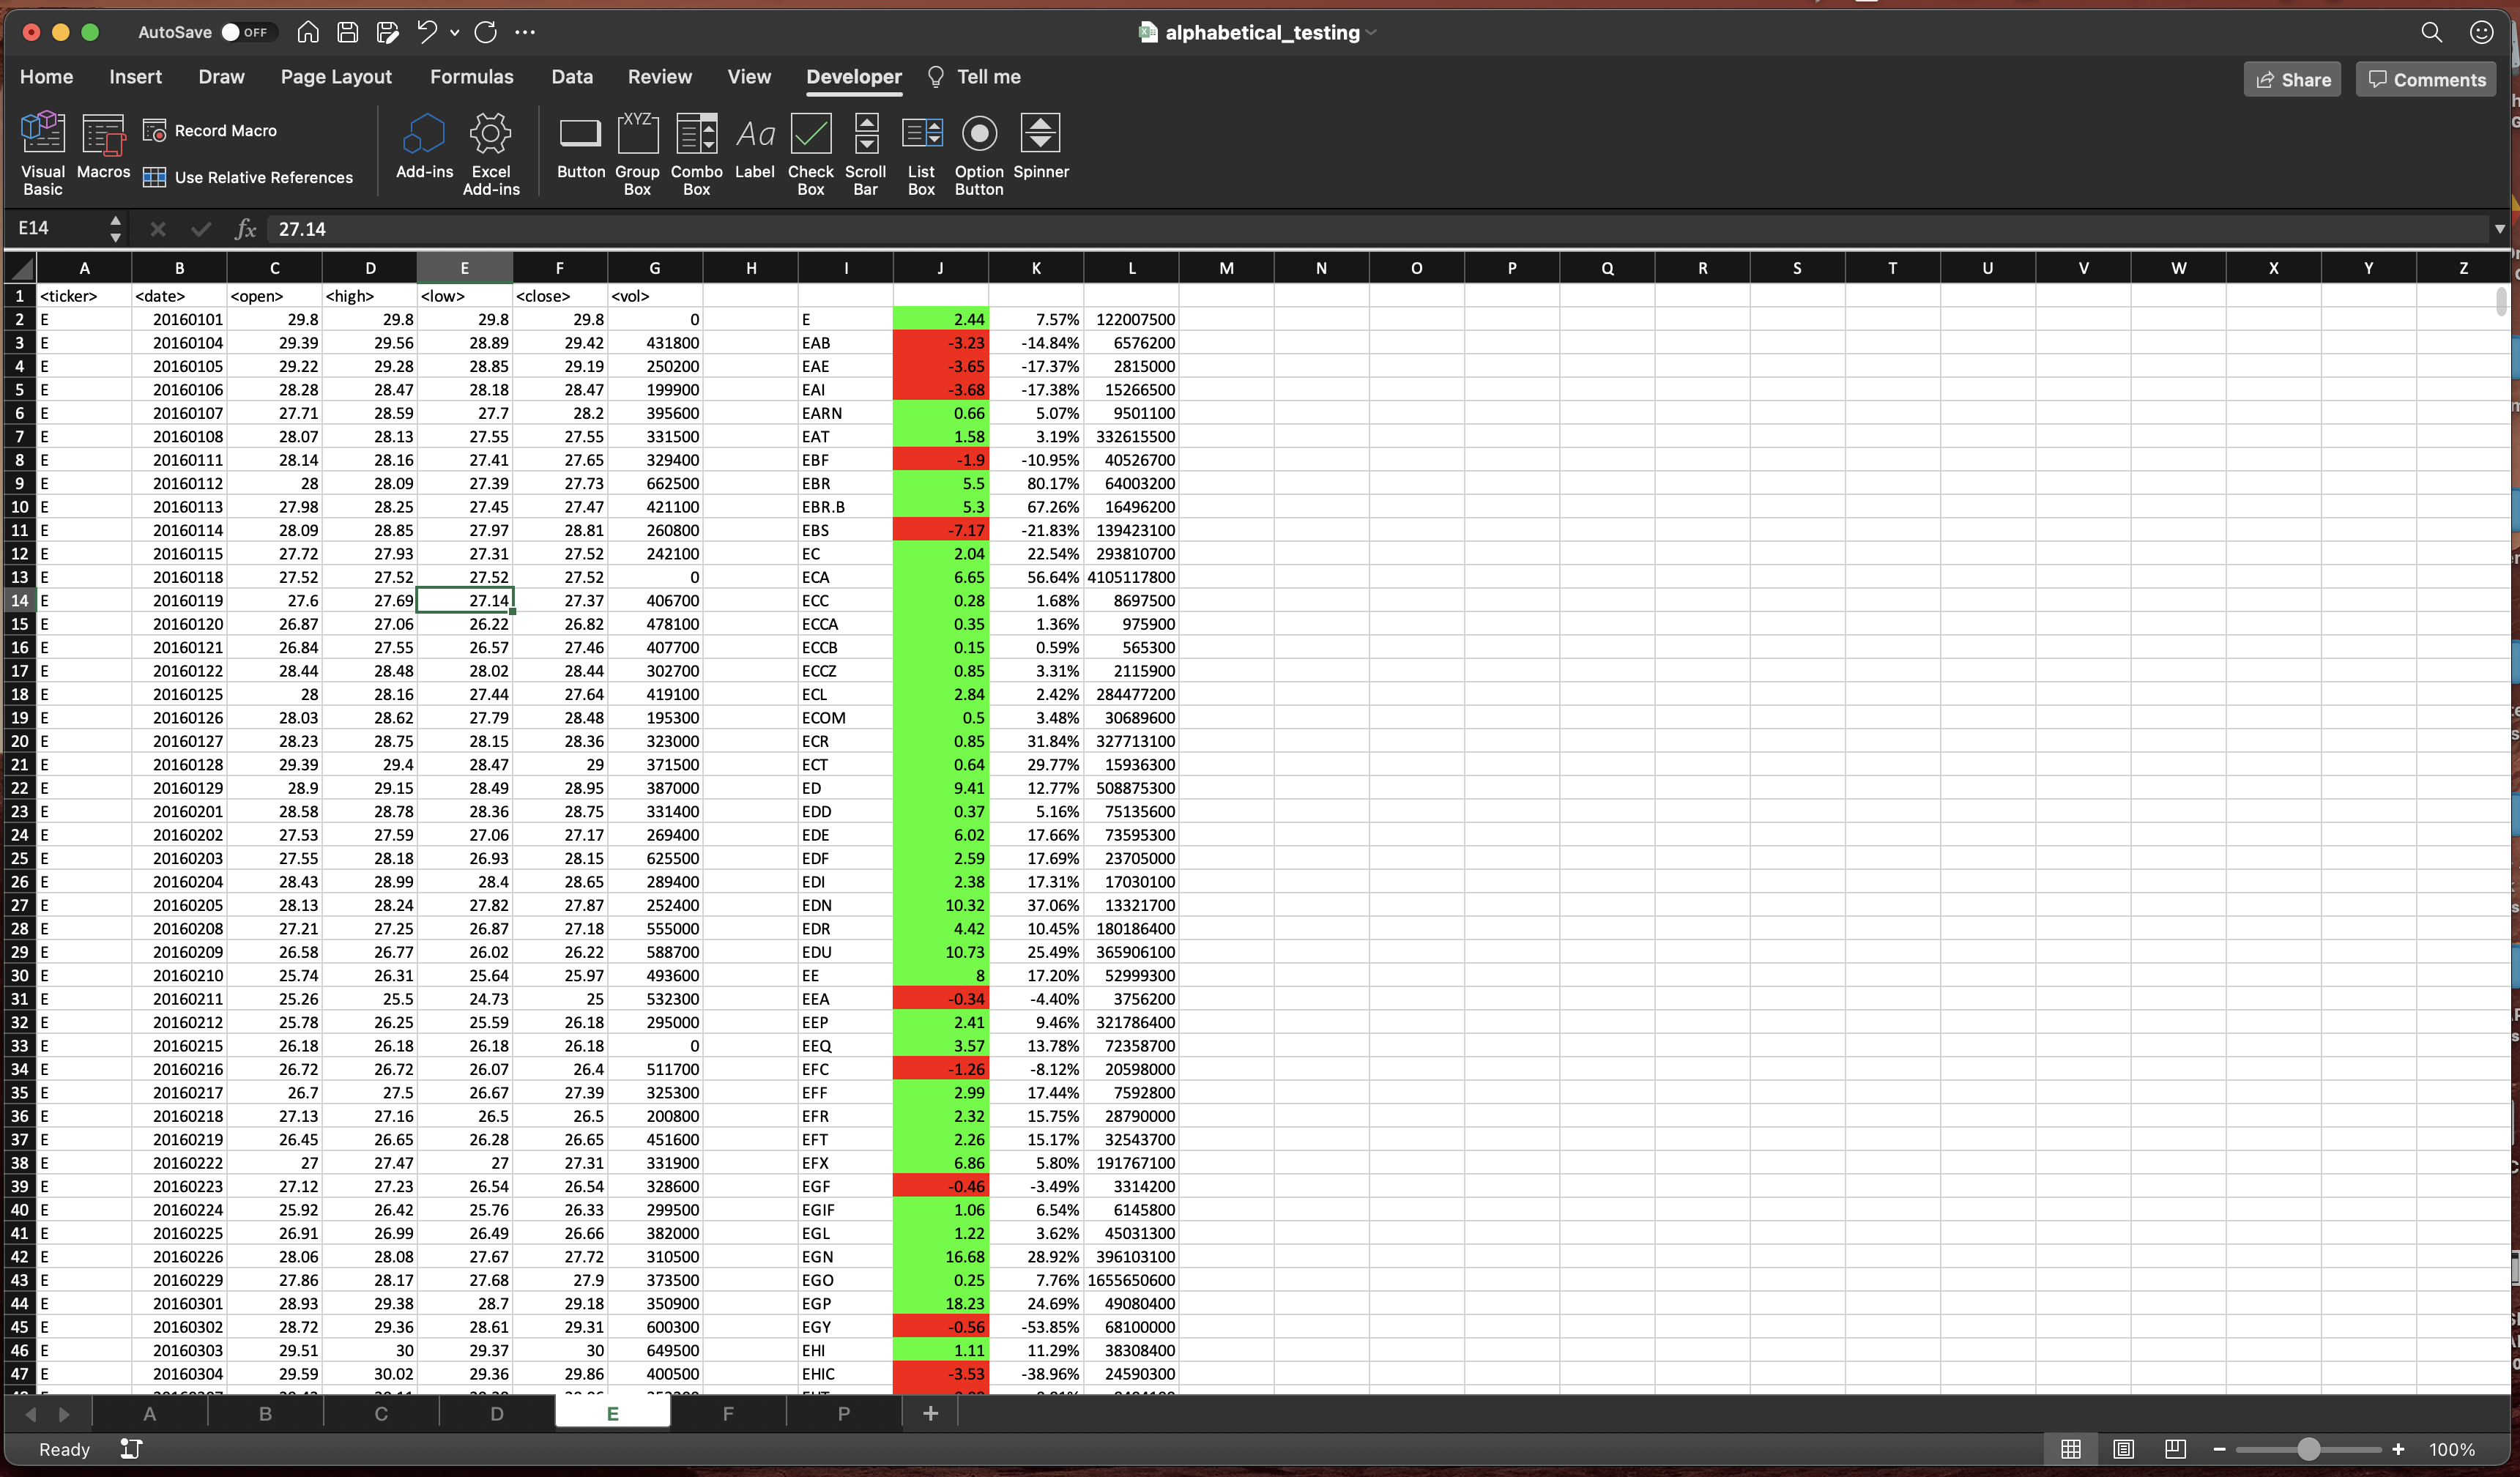 AutoSave OFF alphabetical_testing
Home Insert Draw Page Layout Formulas Data Review View Developer Tell me Share Comments
Visual Basic Macros Record Macro Use Relative References Add-ins Excel Add-ins Button XYZ Group Box Combo Box Aa Label Check Box Scroll Bar List Box Option Button Spinner
E14 fx 27.14
A B C D E F G H I J K L M N O P Q R S T U V W X Y Z
1 <ticker> <date> <open> <high> <low> <close> <vol>
2 E 20160101 29.8 29.8 29.8 29.8 0 E 2.44 7.57% 122007500
3 E 20160104 29.39 29.56 28.89 29.42 431800 EAB -3.23 -14.84% 6576200
4 E 20160105 29.22 29.28 28.85 29.19 250200 EAE -3.65 -17.37% 2815000
5 E 20160106 28.28 28.47 28.18 28.47 199900 EAI -3.68 -17.38% 15266500
6 E 20160107 27.71 28.59 27.7 28.2 395600 EARN 0.66 5.07% 9501100
7 E 20160108 28.07 28.13 27.55 27.55 331500 EAT 1.58 3.19% 332615500
8 E 20160111 28.14 28.16 27.41 27.65 329400 EBF -1.9 -10.95% 40526700
9 E 20160112 28 28.09 27.39 27.73 662500 EBR 5.5 80.17% 64003200
10 E 20160113 27.98 28.25 27.45 27.47 421100 EBR.B 5.3 67.26% 16496200
11 E 20160114 28.09 28.85 27.97 28.81 260800 EBS -7.17 -21.83% 139423100
12 E 20160115 27.72 27.93 27.31 27.52 242100 EC 2.04 22.54% 293810700
13 E 20160118 27.52 27.52 27.52 27.52 0 ECA 6.65 56.64% 4105117800
14 E 20160119 27.6 27.69 27.14 27.37 406700 ECC 0.28 1.68% 8697500
15 E 20160120 26.87 27.06 26.22 26.82 478100 ECCA 0.35 1.36% 975900
16 E 20160121 26.84 27.55 26.57 27.46 407700 ECCB 0.15 0.59% 565300
17 E 20160122 28.44 28.48 28.02 28.44 302700 ECCZ 0.85 3.31% 2115900
18 E 20160125 28 28.16 27.44 27.64 419100 ECL 2.84 2.42% 284477200
19 E 20160126 28.03 28.62 27.79 28.48 195300 ECOM 0.5 3.48% 30689600
20 E 20160127 28.23 28.75 28.15 28.36 323000 ECR 0.85 31.84% 327713100
21 E 20160128 29.39 29.4 28.47 29 371500 ECT 0.64 29.77% 15936300
22 E 20160129 28.9 29.15 28.49 28.95 387000 ED 9.41 12.77% 508875300
23 E 20160201 28.58 28.78 28.36 28.75 331400 EDD 0.37 5.16% 75135600
24 E 20160202 27.53 27.59 27.06 27.17 269400 EDE 6.02 17.66% 73595300
25 E 20160203 27.55 28.18 26.93 28.15 625500 EDF 2.59 17.69% 23705000
26 E 20160204 28.43 28.99 28.4 28.65 289400 EDI 2.38 17.31% 17030100
27 E 20160205 28.13 28.24 27.82 27.87 252400 EDN 10.32 37.06% 13321700
28 E 20160208 27.21 27.25 26.87 27.18 555000 EDR 4.42 10.45% 180186400
29 E 20160209 26.58 26.77 26.02 26.22 588700 EDU 10.73 25.49% 365906100
30 E 20160210 25.74 26.31 25.64 25.97 493600 EE 8 17.20% 52999300
31 E 20160211 25.26 25.5 24.73 25 532300 EEA -0.34 -4.40% 3756200
32 E 20160212 25.78 26.25 25.59 26.18 295000 EEP 2.41 9.46% 321786400
33 E 20160215 26.18 26.18 26.18 26.18 0 EEQ 3.57 13.78% 72358700
34 E 20160216 26.72 26.72 26.07 26.4 511700 EFC -1.26 -8.12% 20598000
35 E 20160217 26.7 27.5 26.67 27.39 325300 EFF 2.99 17.44% 7592800
36 E 20160218 27.13 27.16 26.5 26.5 200800 EFR 2.32 15.75% 28790000
37 E 20160219 26.45 26.65 26.28 26.65 451600 EFT 2.26 15.17% 32543700
38 E 20160222 27 27.47 27 27.31 331900 EFX 6.86 5.80% 191767100
39 E 20160223 27.12 27.23 26.54 26.54 328600 EGF -0.46 -3.49% 3314200
40 E 20160224 25.92 26.42 25.76 26.33 299500 EGIF 1.06 6.54% 6145800
41 E 20160225 26.91 26.99 26.49 26.66 382000 EGL 1.22 3.62% 45031300
42 E 20160226 28.06 28.08 27.67 27.72 310500 EGN 16.68 28.92% 396103100
43 E 20160229 27.86 28.17 27.68 27.9 373500 EGO 0.25 7.76% 1655650600
44 E 20160301 28.93 29.38 28.7 29.18 350900 EGP 18.23 24.69% 49080400
45 E 20160302 28.72 29.36 28.61 29.31 600300 EGY -0.56 -53.85% 68100000
46 E 20160303 29.51 30 29.37 30 649500 EHI 1.11 11.29% 38308400
47 E 20160304 29.59 30.02 29.36 29.86 400500 EHIC -3.53 -38.96% 24590300
A B C D E F P +
Ready 100%